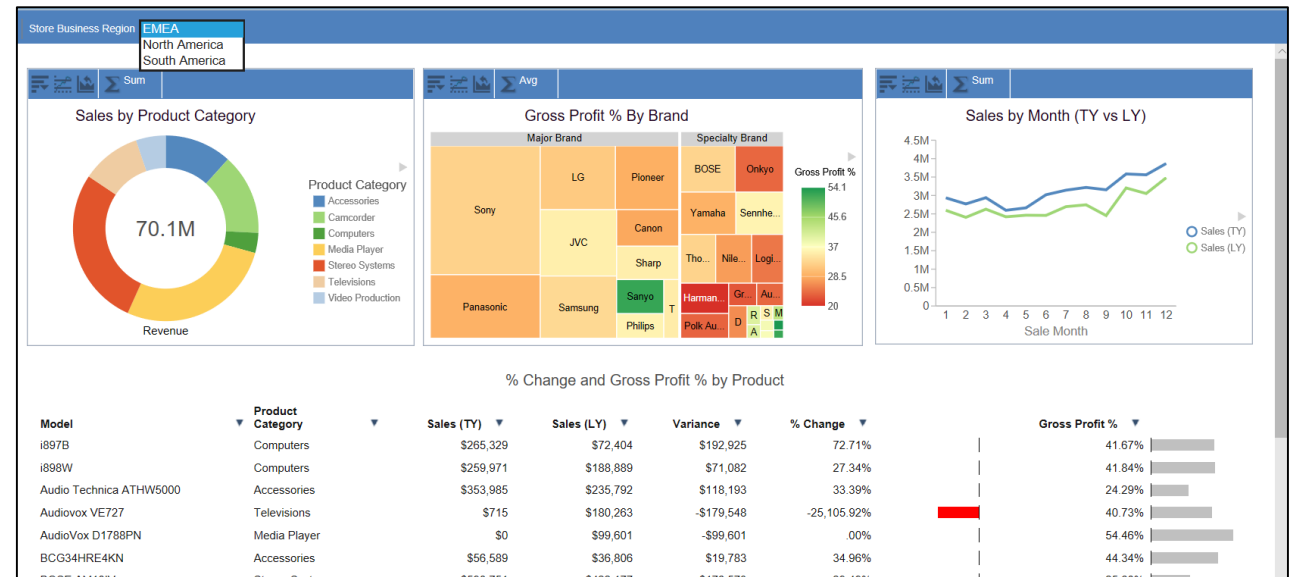 Store Business Region
EMEA
North America
South America
Sum
Sales by Product Category
70.1M
Revenue
Product Category
Accessories
Camcorder
Computers
Media Player
Stereo Systems
Televisions
Video Production
Avg
Gross Profit % By Brand
Major Brand
Specialty Brand
Sony
Panasonic
LG
JVC
Samsung
Pioneer
Canon
Sharp
Sanyo
Philips
T
BOSE
Onkyo
Yamaha
Sennhe...
Tho...
Nile...
Logi...
Harman...
Gr...
Au...
Polk Au...
D
R
S
M
A
Gross Profit %
54.1
45.6
37
28.5
20
Sum
Sales by Month (TY vs LY)
4.5M
4M
3.5M
3M
2.5M
2M
1.5M
1M
0.5M
0
1 2 3 4 5 6 7 8 9 10 11 12
Sale Month
Sales (TY)
Sales (LY)
% Change and Gross Profit % by Product
Model Product Category Sales (TY) Sales (LY) Variance % Change Gross Profit %
i897B Computers $265,329 $72,404 $192,925 72.71% 41.67%
i898W Computers $259,971 $188,889 $71,082 27.34% 41.84%
Audio Technica ATHW5000 Accessories $353,985 $235,792 $118,193 33.39% 24.29%
Audiovox VE727 Televisions $715 $180,263 -$179,548 -25,105.92% 40.73%
AudioVox D1788PN Media Player $0 $99,601 -$99,601 .00% 54.46%
BCG34HRE4KN Accessories $56,589 $36,806 $19,783 34.96% 44.34%